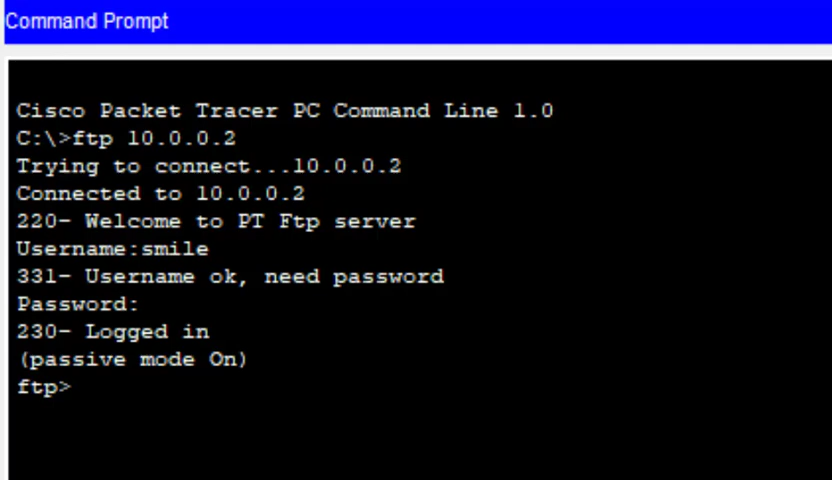 Command Prompt
Cisco Packet Tracer PC Command Line 1.0
C:\>ftp 10.0.0.2
Trying to connect...10.0.0.2
Connected to 10.0.0.2
220- Welcome to PT Ftp server
Username:smile
331- Username ok, need password
Password:
230- Logged in
(passive mode On)
ftp>